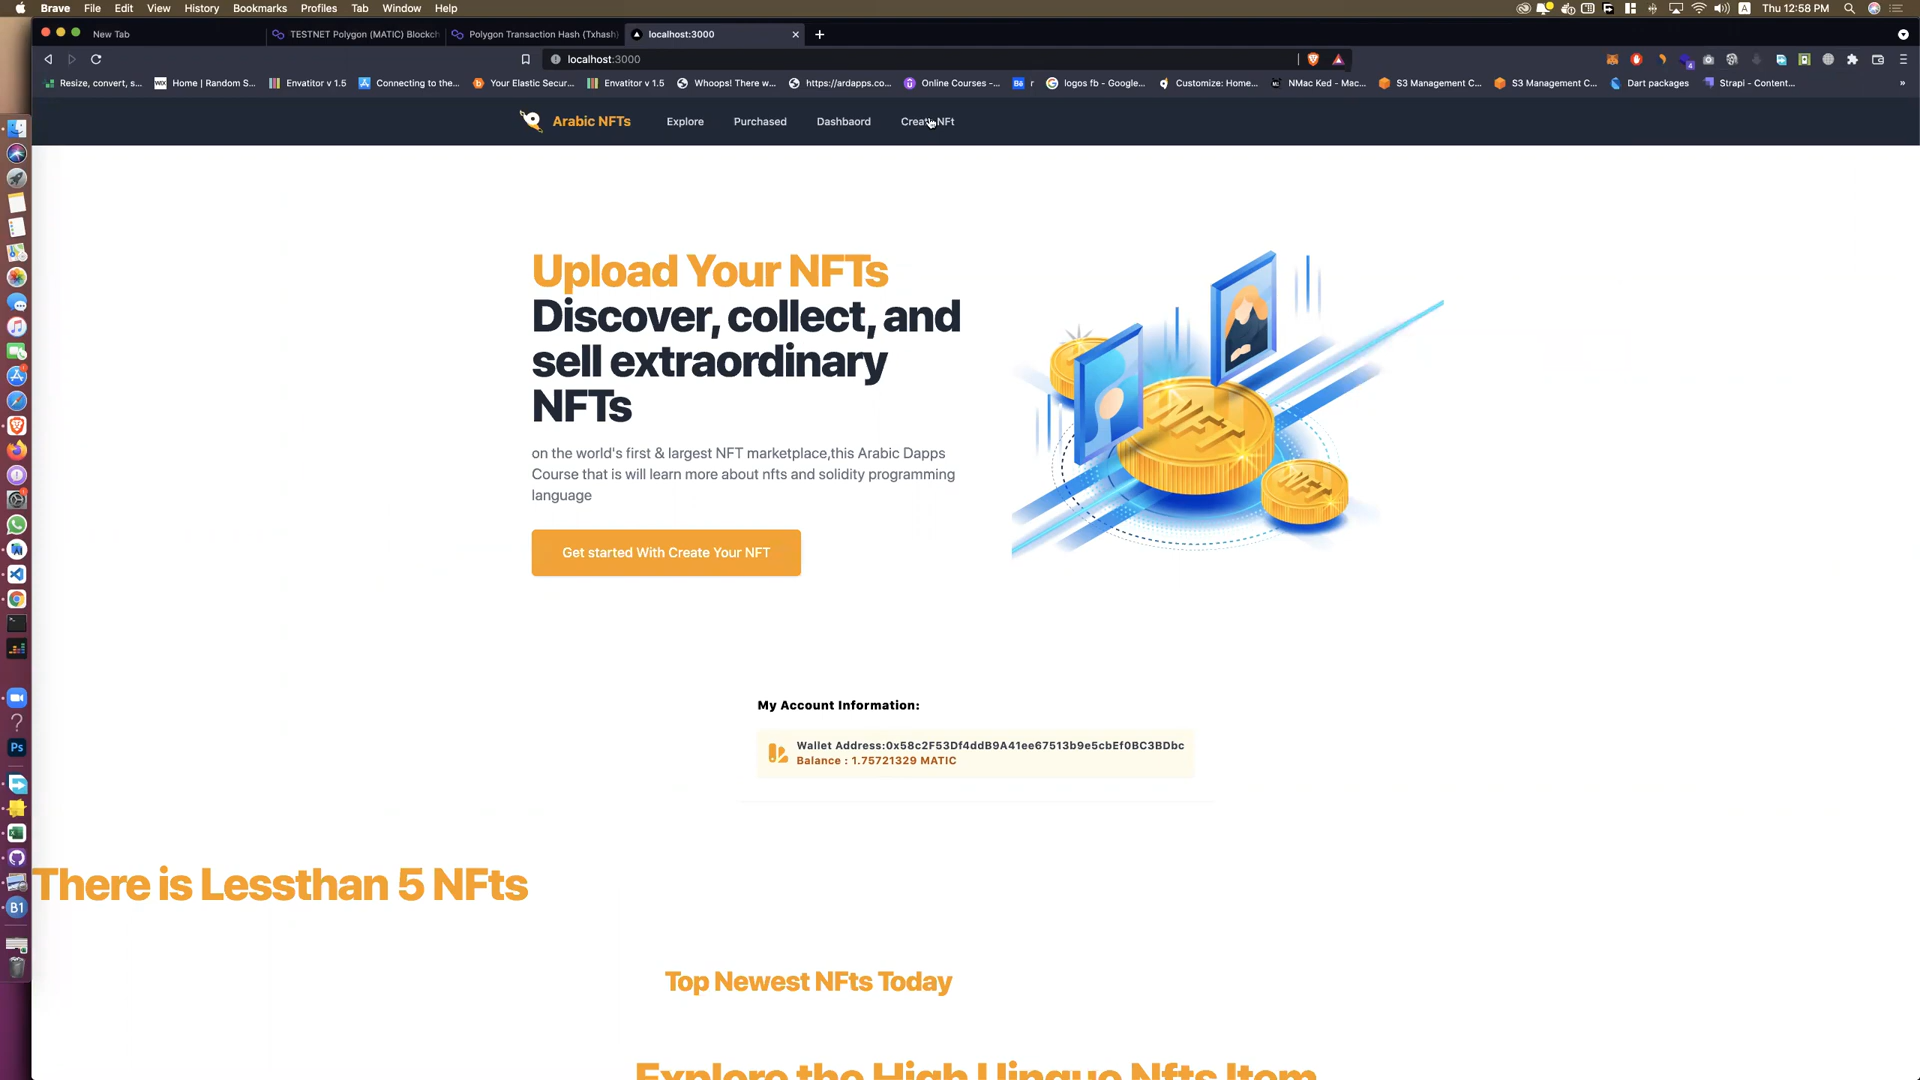 Brave File Edit View History Bookmarks Profiles Tab Window Help
A Thu 12:58 PM
New Tab
TESTNET Polygon (MATIC) Blockch
Polygon Transaction Hash (Txhash)
localhost:3000
localhost:3000
Resize, convert, s...
Home | Random S...
Envatitor v 1.5
Connecting to the...
Your Elastic Secur...
Envatitor v 1.5
Whoops! There w...
https://ardapps.co...
Online Courses -...
r
logos fb - Google...
Customize: Home...
NMac Ked - Mac...
S3 Management C...
S3 Management C...
Dart packages
Strapi - Content...
Arabic NFTs
Explore
Purchased
Dashbaord
Create NFt
Upload Your NFTs
Discover, collect, and
sell extraordinary
NFTs
on the world's first & largest NFT marketplace,this Arabic Dapps
Course that is will learn more about nfts and solidity programming
language
Get started With Create Your NFT
NFT
NFT
My Account Information:
Wallet Address:0x58c2F53Df4ddB9A41ee67513b9e5cbEf0BC3BDbc
Balance : 1.75721329 MATIC
There is Lessthan 5 NFts
Top Newest NFts Today
Explore the High Uinque Nfts Item